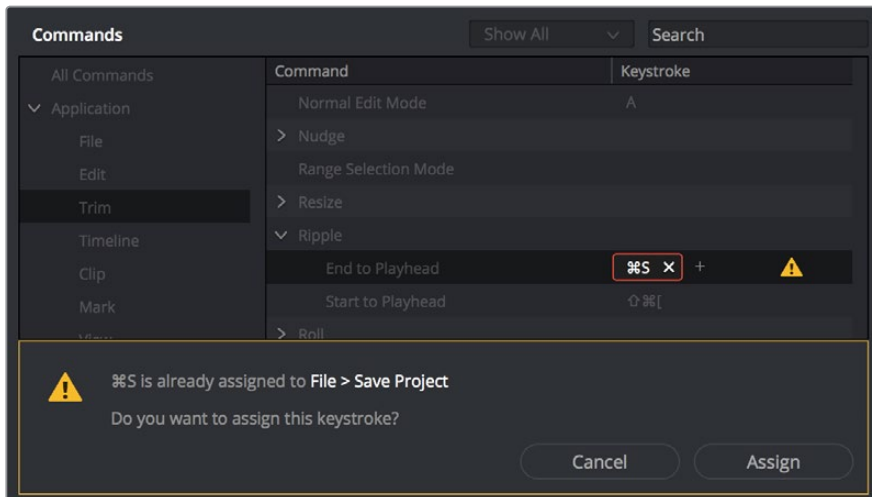 Commands
Show All
Search
All Commands
Application
File
Edit
Trim
Timeline
Clip
Mark
View
Command Keystroke
Normal Edit Mode A
Nudge
Range Selection Mode
Resize
Ripple
End to Playhead ⌘S × +
Start to Playhead ⇧⌘[
Roll
⌘S is already assigned to File > Save Project
Do you want to assign this keystroke?
Cancel
Assign